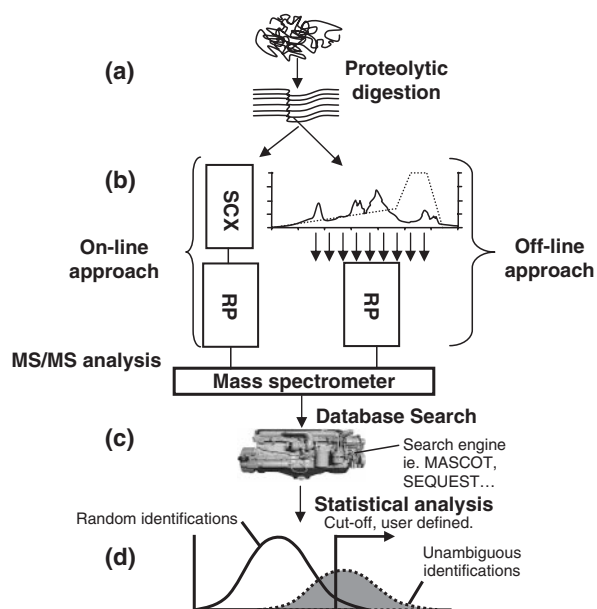 (a)
Proteolytic
digestion
(b)
SCX
On-line
approach
Off-line
approach
RP
RP
MS/MS analysis
Mass spectrometer
Database Search
(c)
Search engine
ie. MASCOT,
SEQUEST...
Statistical analysis
Random identifications
Cut-off, user defined.
(d)
Unambiguous
identifications